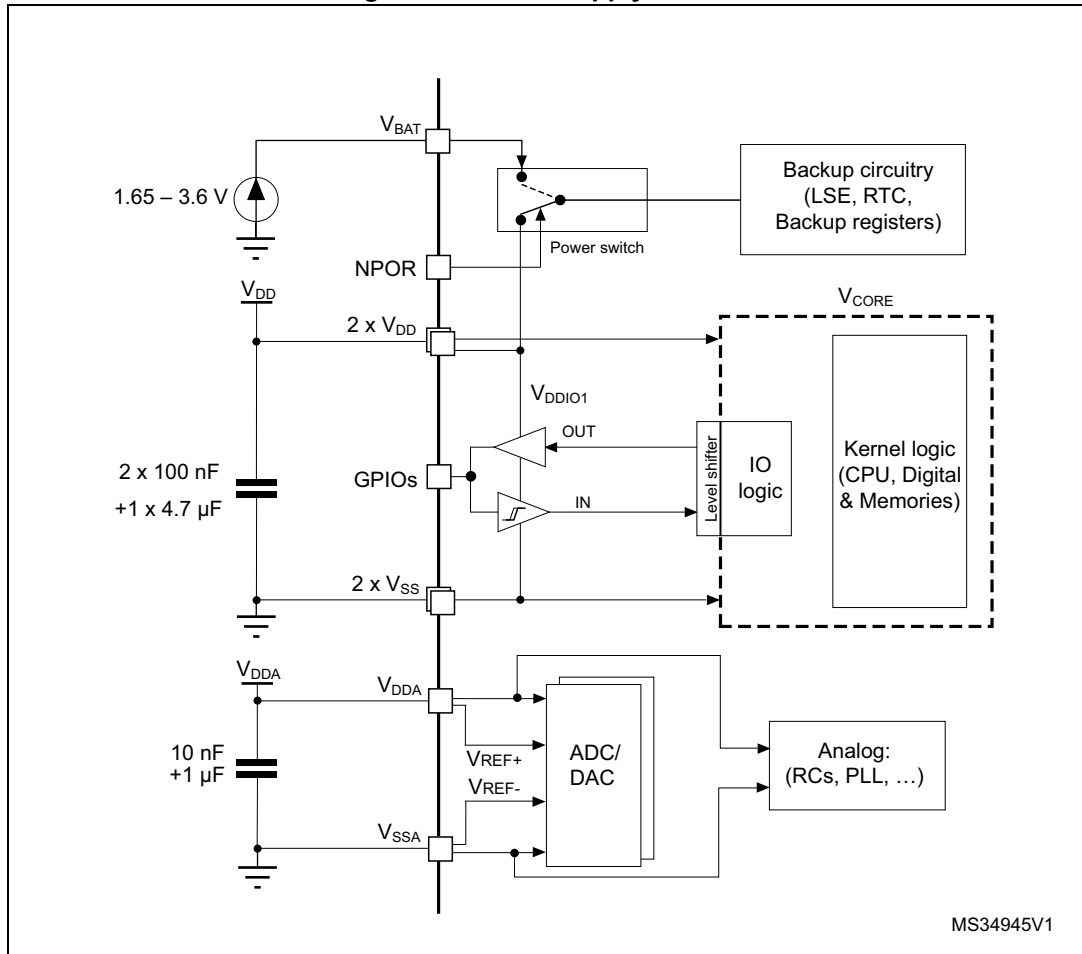 VBAT
1.65 – 3.6 V
Power switch
Backup circuitry
(LSE, RTC,
Backup registers)
NPOR
VDD
2 x VDD
VCORE
VDDIO1
OUT
GPIOs
IN
Level shifter
IO
logic
Kernel logic
(CPU, Digital
& Memories)
2 x 100 nF
+1 x 4.7 µF
2 x VSS
VDDA
VDDA
10 nF
+1 µF
VREF+
VREF-
ADC/
DAC
Analog:
(RCs, PLL, …)
VSSA
MS34945V1